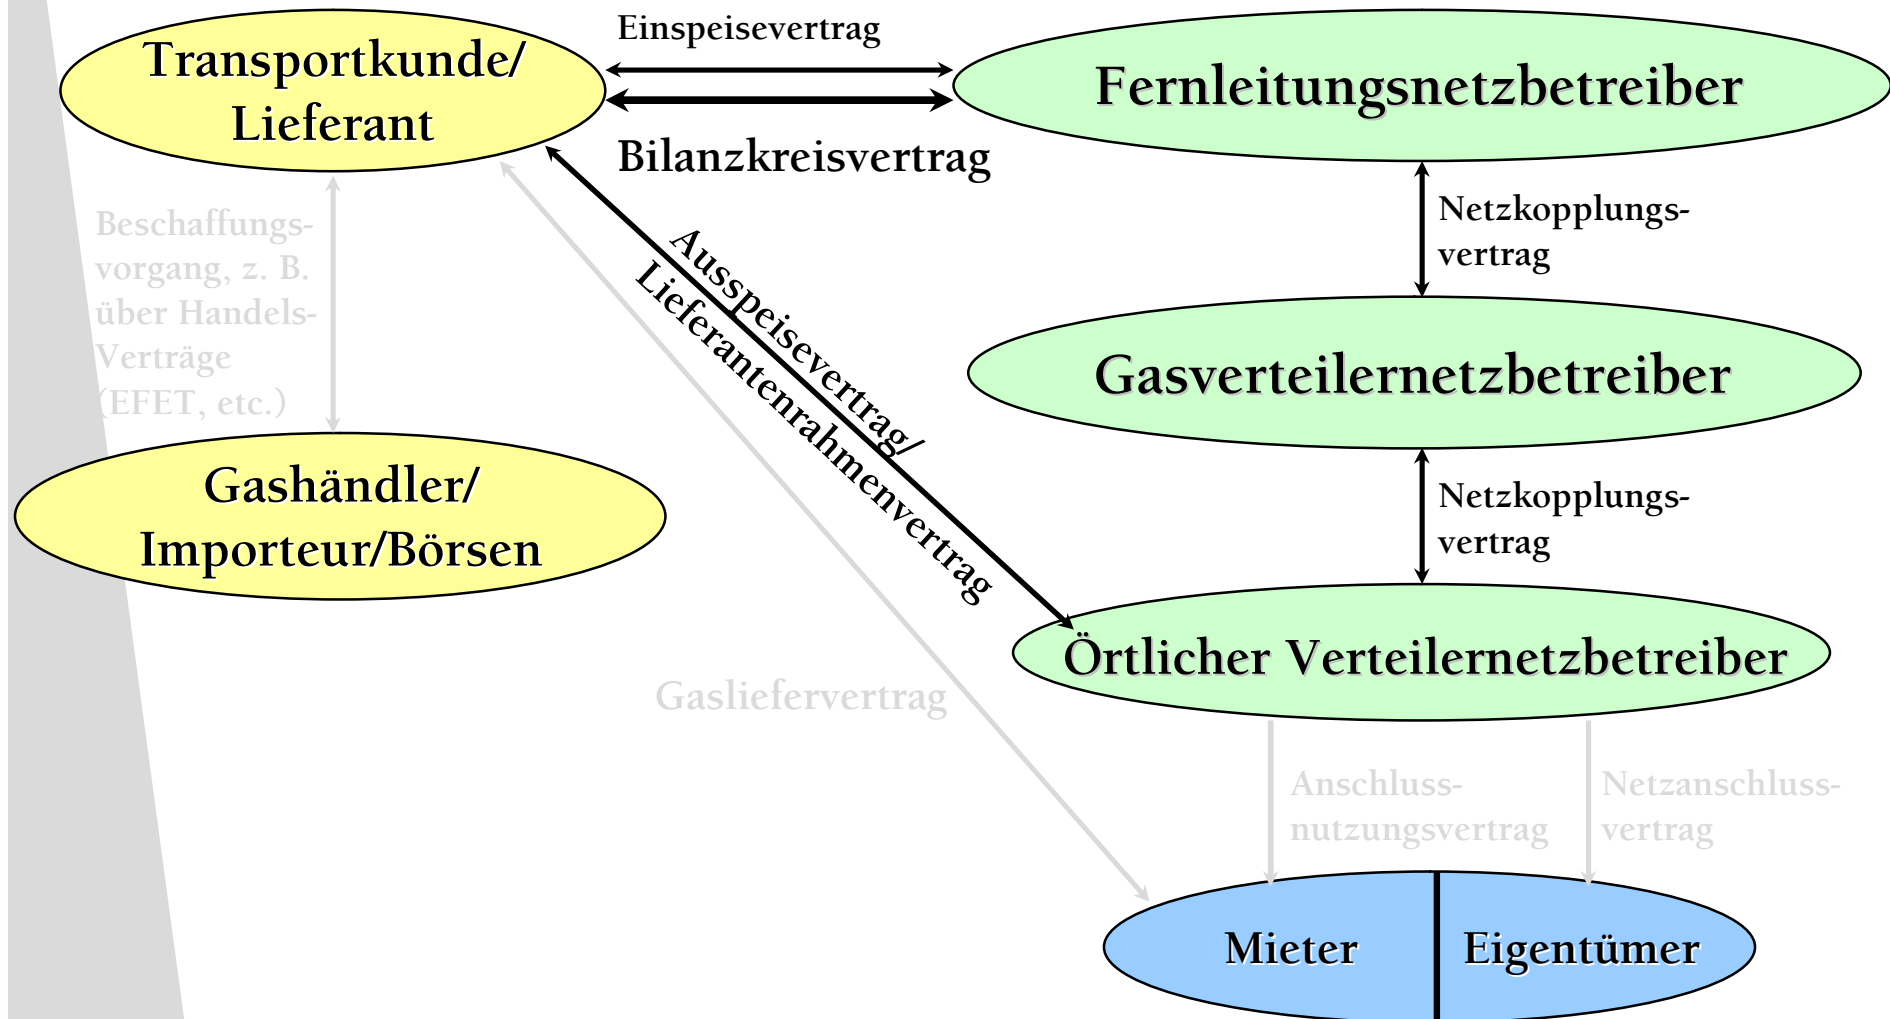 Einspeisevertrag
Transportkunde/
Lieferant
Fernleitungsnetzbetreiber
Bilanzkreisvertrag
Beschaffungs-
vorgang, z. B.
über Handels-
Verträge
(EFET, etc.)
Netzkopplungs-
vertrag
Ausspeisevertrag/
Lieferantenrahmenvertrag
Gasverteilernetzbetreiber
Gashändler/
Importeur/Börsen
Netzkopplungs-
vertrag
Örtlicher Verteilernetzbetreiber
Gasliefervertrag
Anschluss-
nutzungsvertrag
Netzanschluss-
vertrag
Mieter
Eigentümer